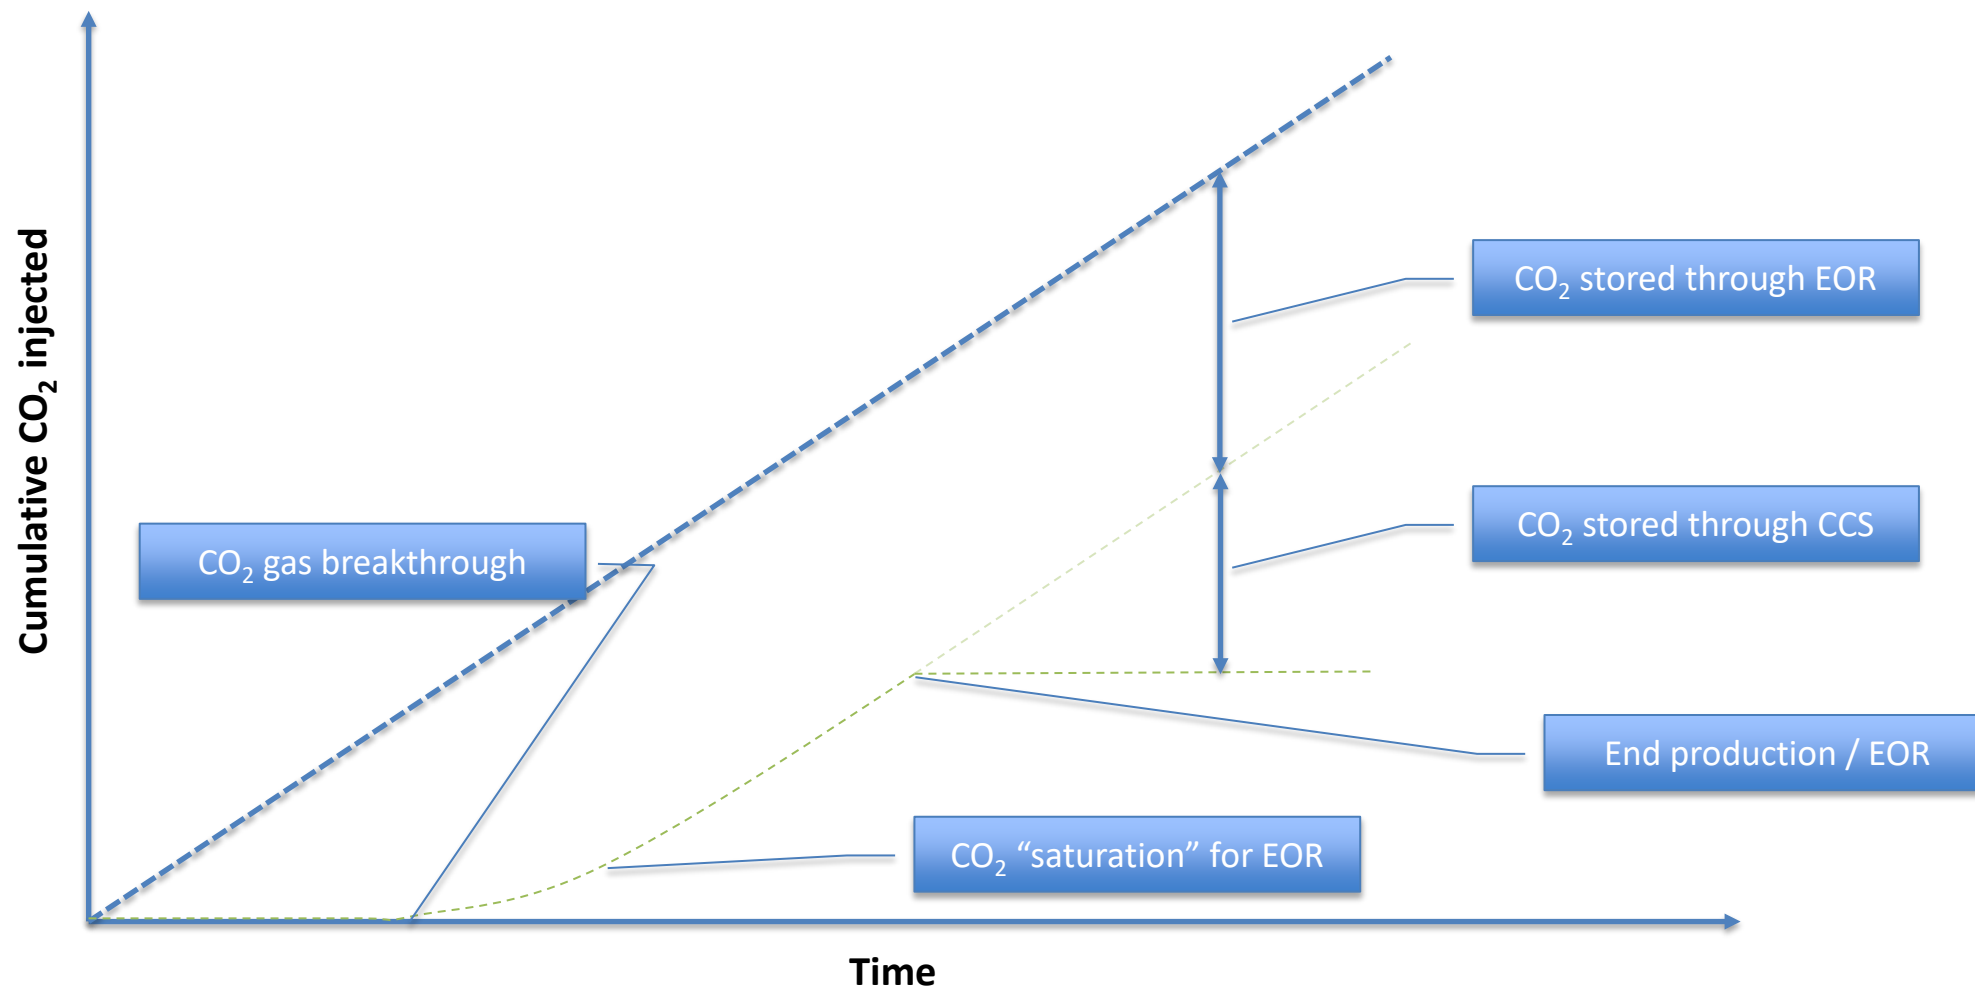 Cumulative CO₂ injected
CO₂ stored through EOR
CO₂ stored through CCS
CO₂ gas breakthrough
End production / EOR
CO₂ “saturation” for EOR
Time